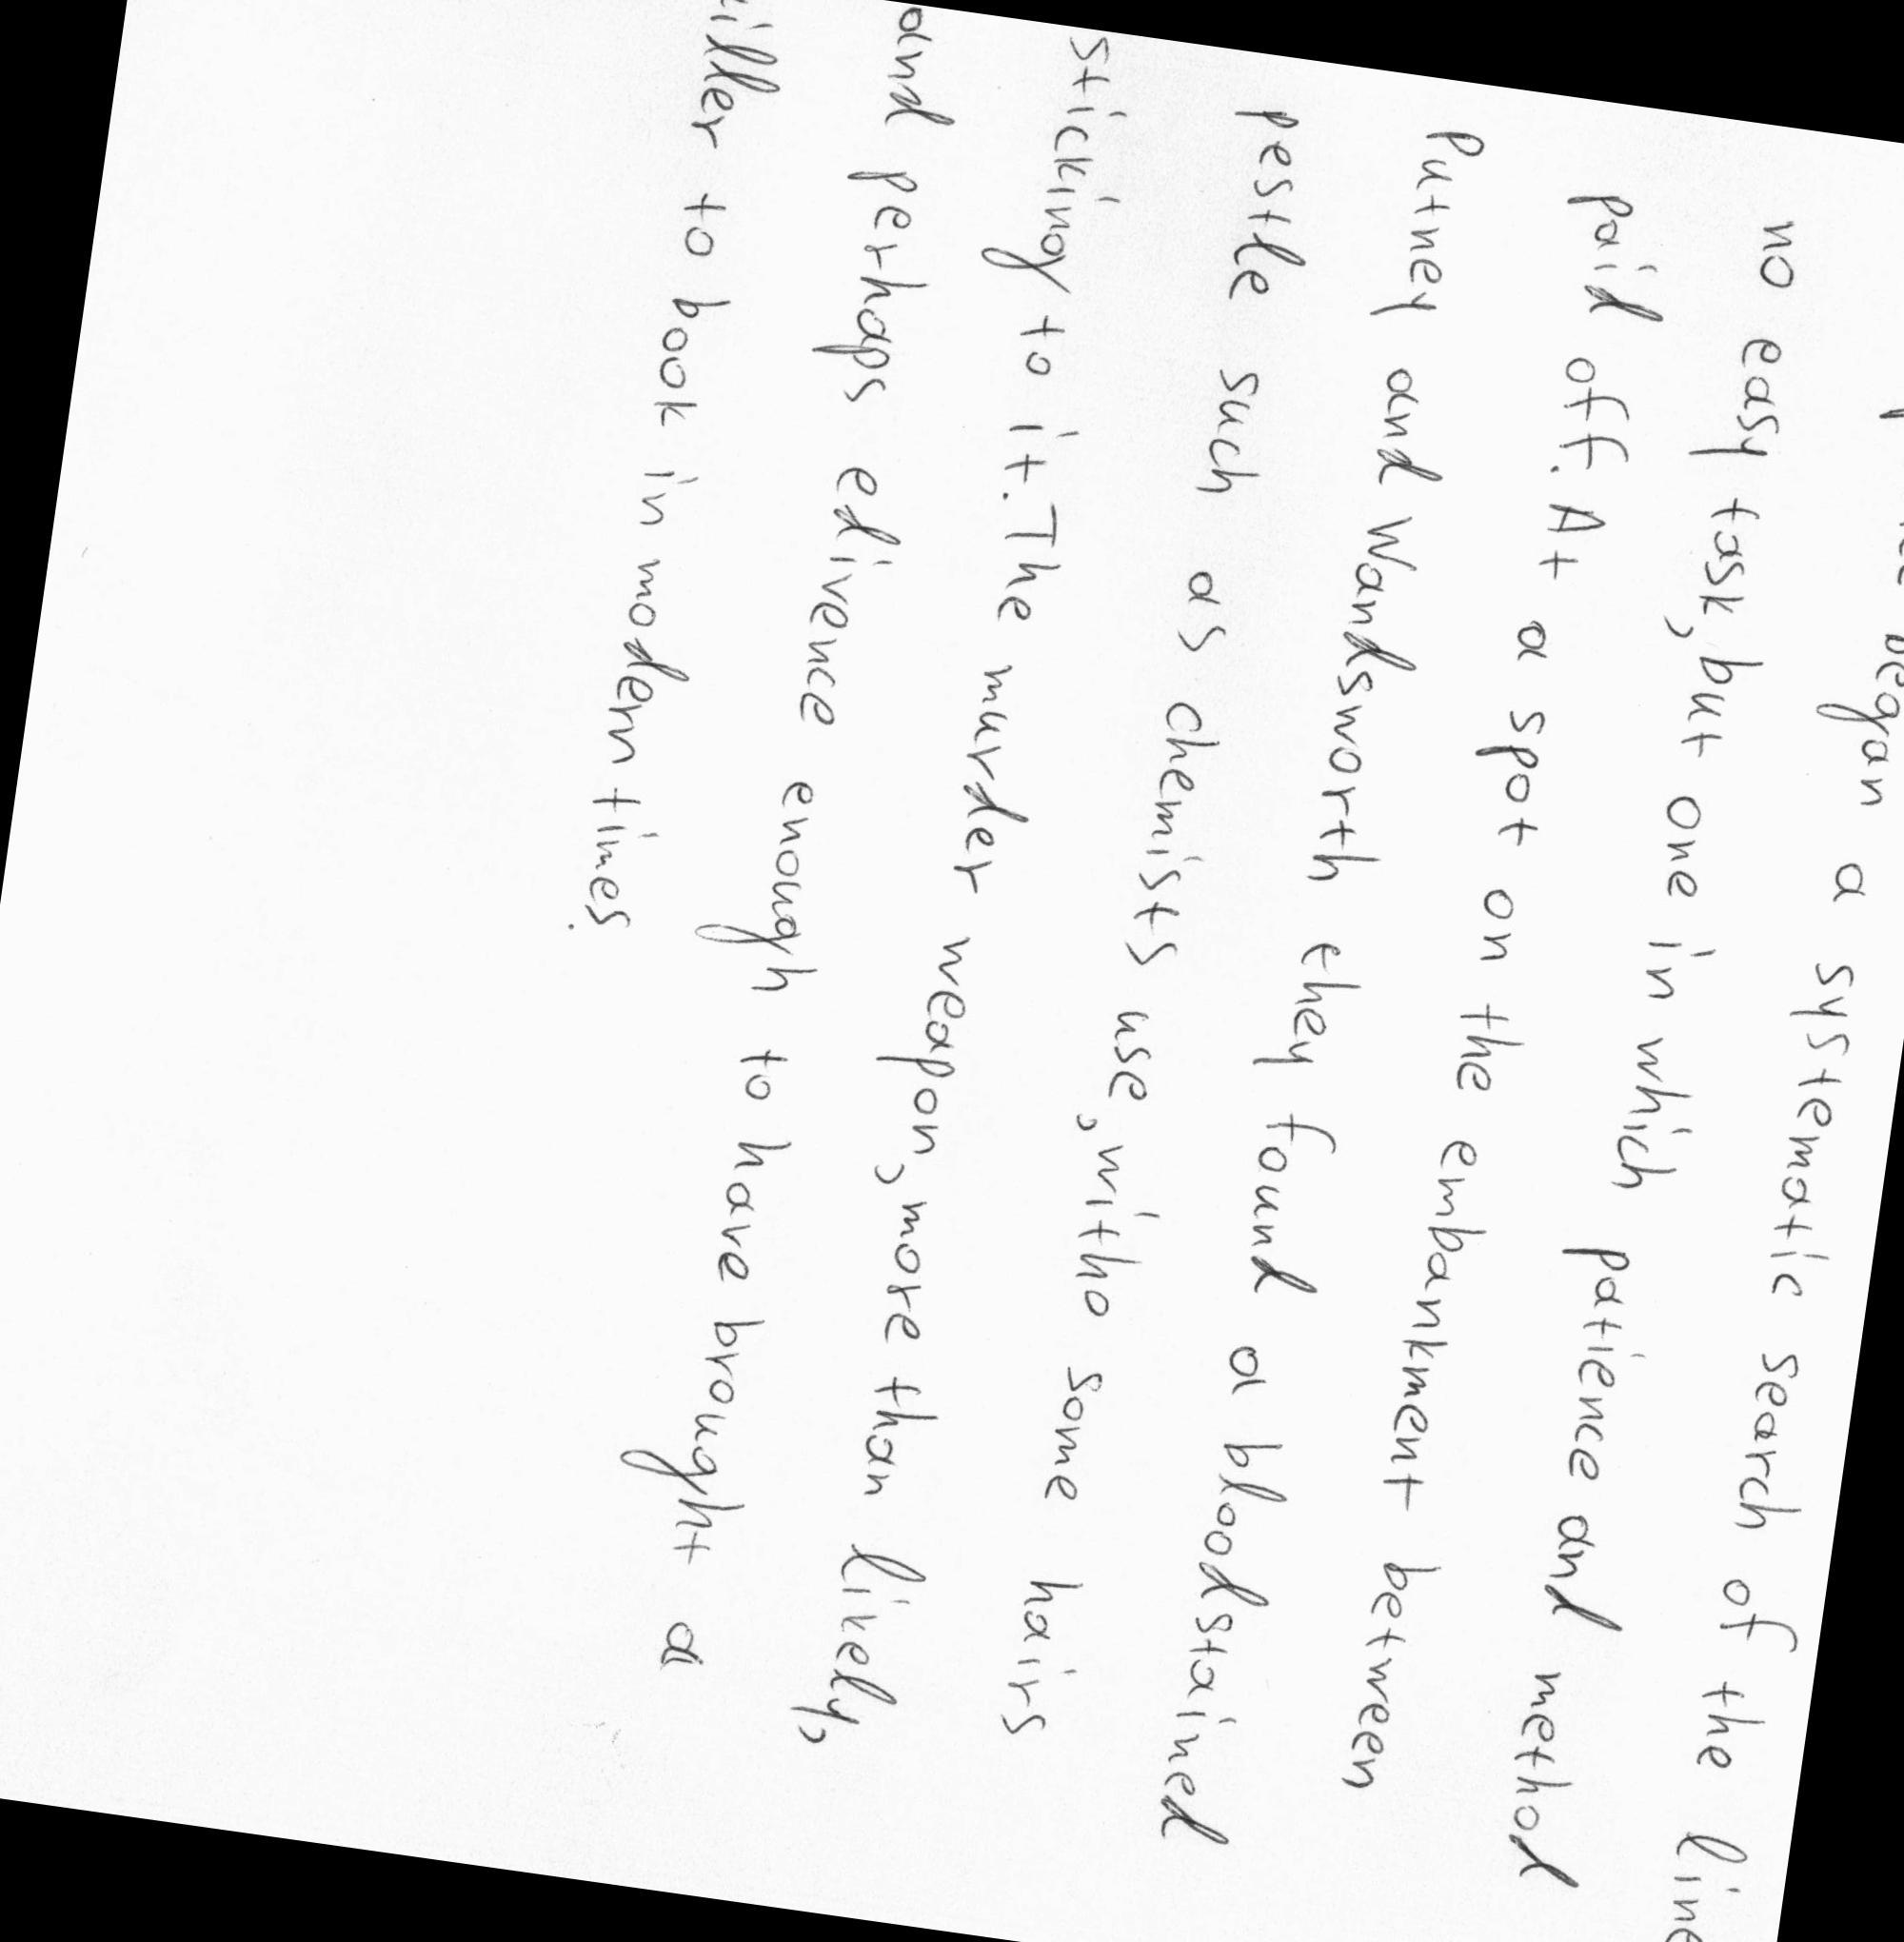 began a systematic search of the line
no easy task, but one in which patience and method
paid off. At a spot on the embankment between
Putney and Wandsworth they found a bloodstained
pestle such as chemists use, witho some hairs
sticking to it. The murder weapon, more than likely,
and perhaps edivence enough to have brought a
killer to book in modern times.